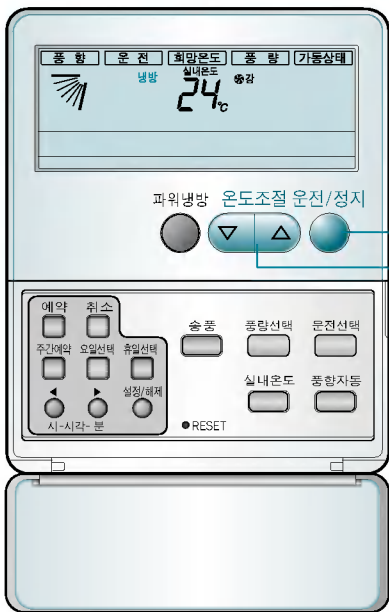 풍 향 운 전 희망온도 풍 량 가동상태
냉방 실내온도 24℃ 감
파워냉방 온도조절 운전/정지
예약 취소
송풍 풍량선택 운전선택
주간예약 요일선택 휴일선택
설정/해제 실내온도 풍향자동
시-시각-분
RESET